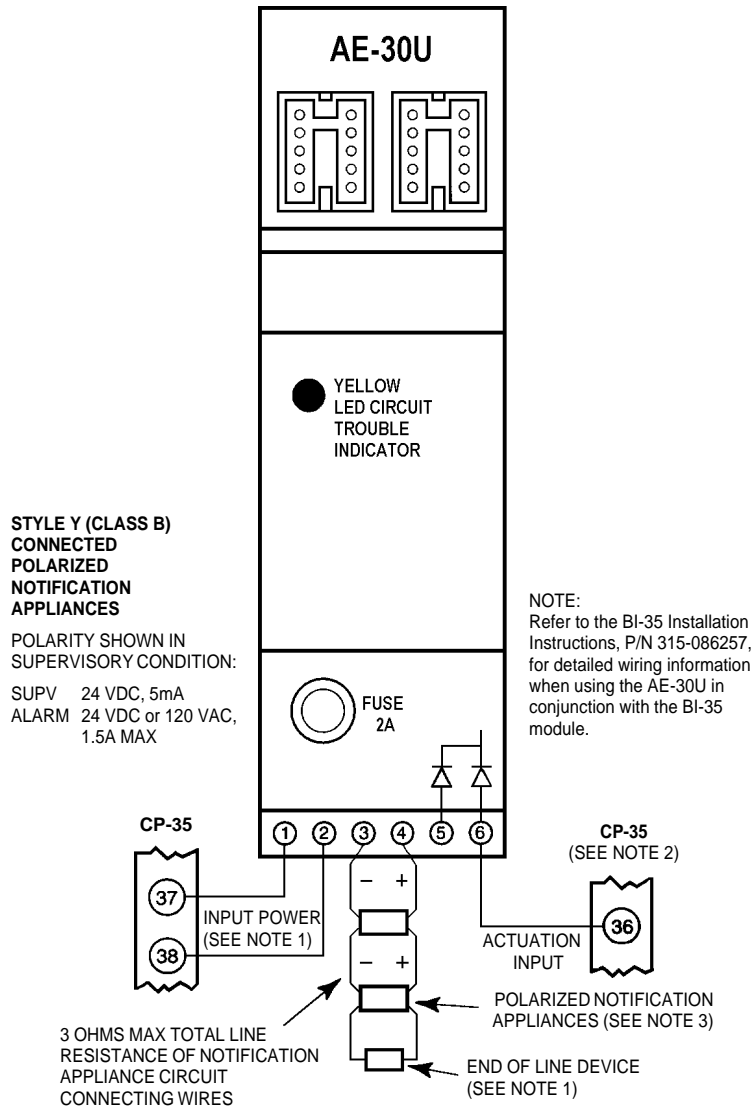 AE-30U
YELLOW
LED CIRCUIT
TROUBLE
INDICATOR
STYLE Y (CLASS B)
CONNECTED
POLARIZED
NOTIFICATION
APPLIANCES
POLARITY SHOWN IN
SUPERVISORY CONDITION:
SUPV 24 VDC, 5mA
ALARM 24 VDC or 120 VAC,
1.5A MAX
NOTE:
Refer to the BI-35 Installation
Instructions, P/N 315-086257,
for detailed wiring information
when using the AE-30U in
conjunction with the BI-35
module.
FUSE
2A
1 2 3 4 5 6
CP-35
37
38
INPUT POWER
(SEE NOTE 1)
− +
− +
CP-35
(SEE NOTE 2)
36
ACTUATION
INPUT
POLARIZED NOTIFICATION
APPLIANCES (SEE NOTE 3)
3 OHMS MAX TOTAL LINE
RESISTANCE OF NOTIFICATION
APPLIANCE CIRCUIT
CONNECTING WIRES
END OF LINE DEVICE
(SEE NOTE 1)